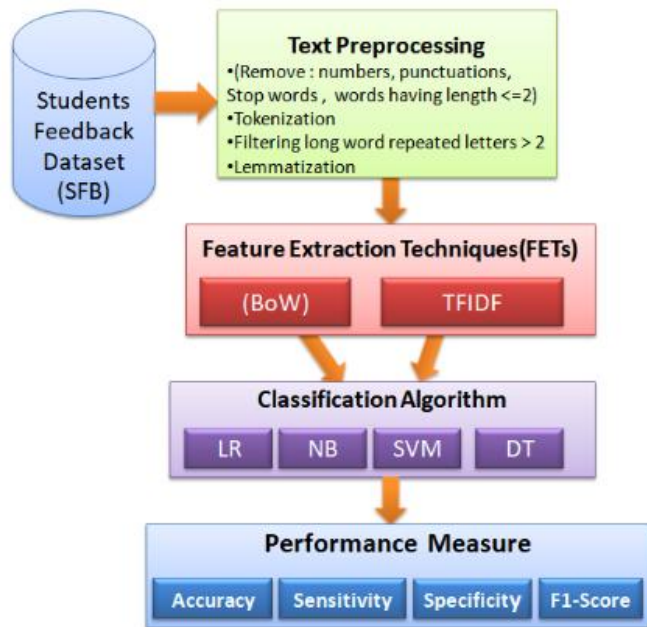 Students
Feedback
Dataset
(SFB)
Text Preprocessing
•(Remove : numbers, punctuations,
Stop words , words having length <=2)
•Tokenization
•Filtering long word repeated letters > 2
•Lemmatization
Feature Extraction Techniques(FETs)
(BoW)
TFIDF
Classification Algorithm
LR
NB
SVM
DT
Performance Measure
Accuracy
Sensitivity
Specificity
F1-Score